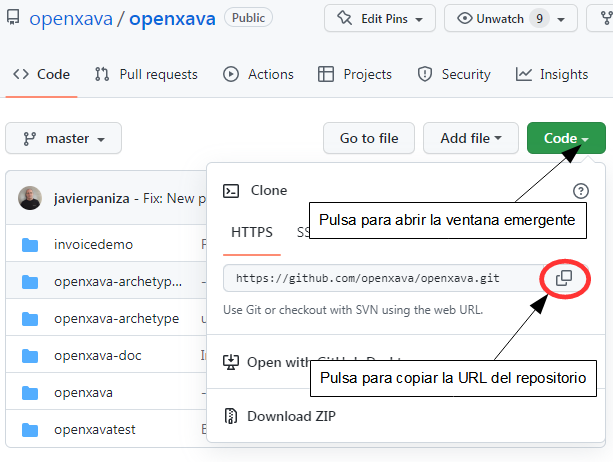 openxava / openxava Public
Edit Pins Unwatch 9
Code Pull requests Actions Projects Security Insights
master Go to file Add file Code
javierpaniza - Fix: New p
Clone
Pulsa para abrir la ventana emergente
HTTPS
invoicedemo
https://github.com/openxava/openxava.git
openxava-archetyp...
Use Git or checkout with SVN using the web URL.
openxava-archetype
openxava-doc
Open with GitHub Desktop
Pulsa para copiar la URL del repositorio
openxava
Download ZIP
openxavatest